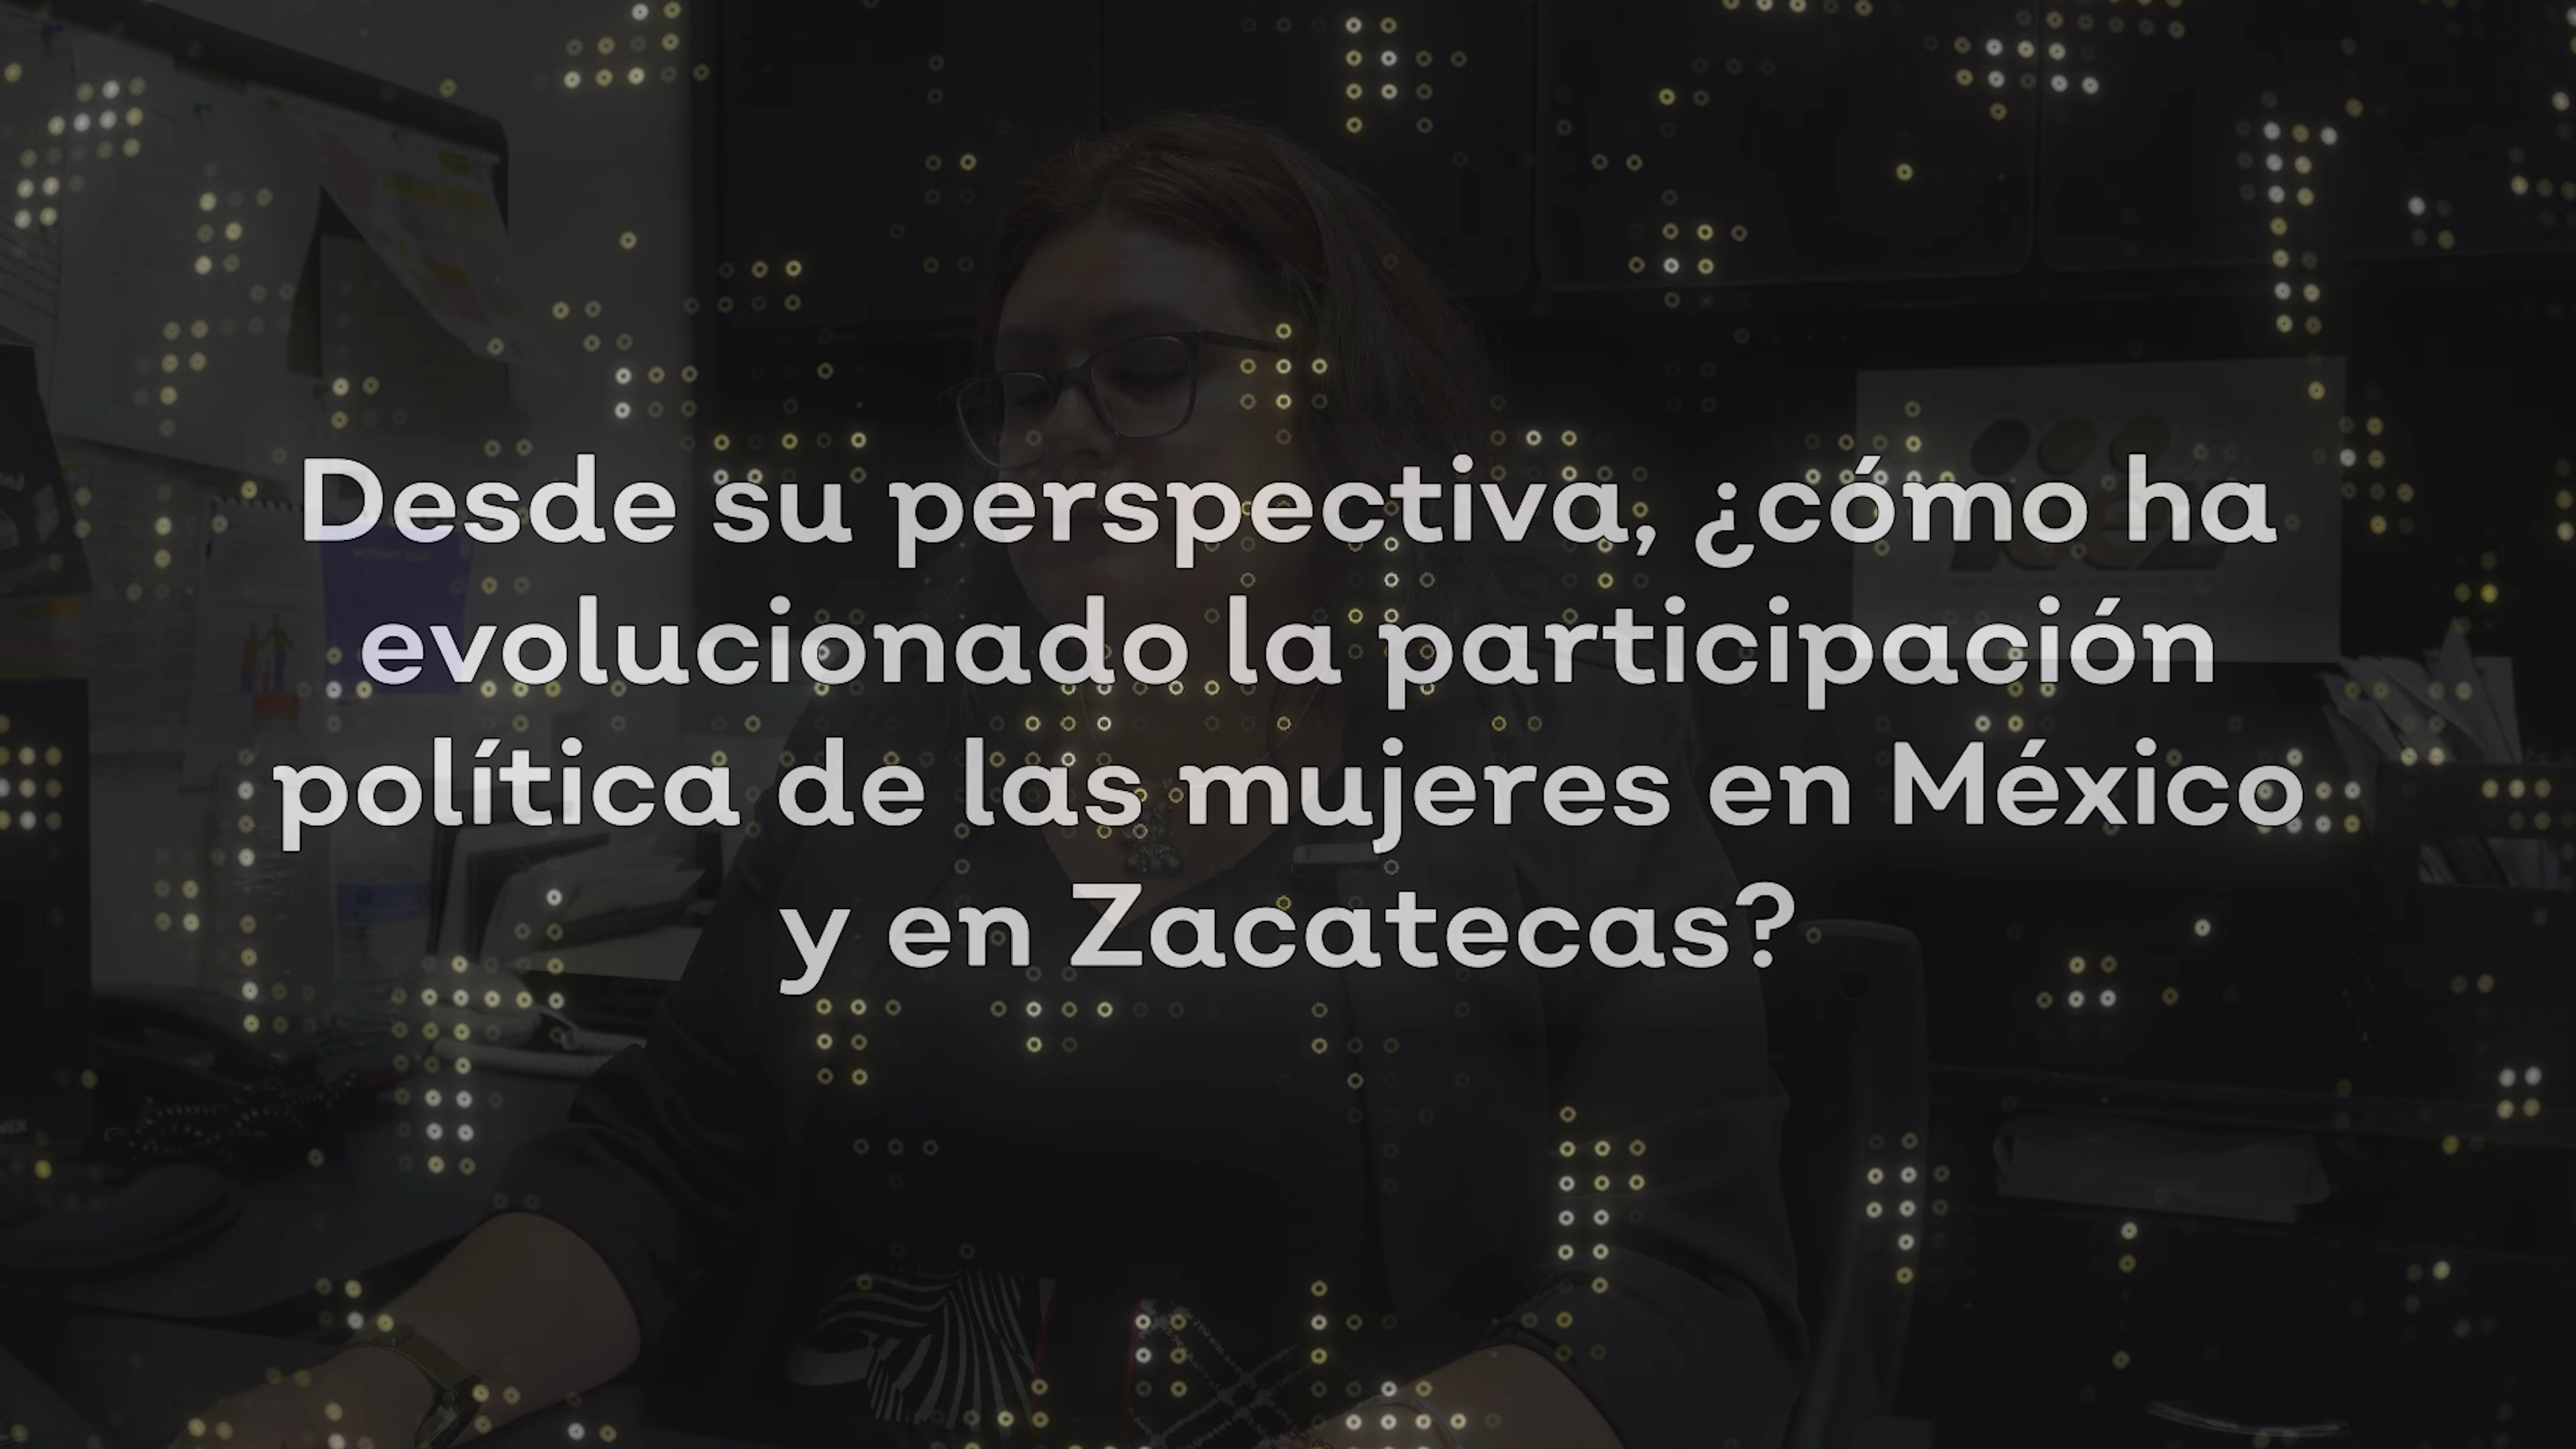 Desde su perspectiva, ¿cómo ha
evolucionado la participación
política de las mujeres en México
y en Zacatecas?